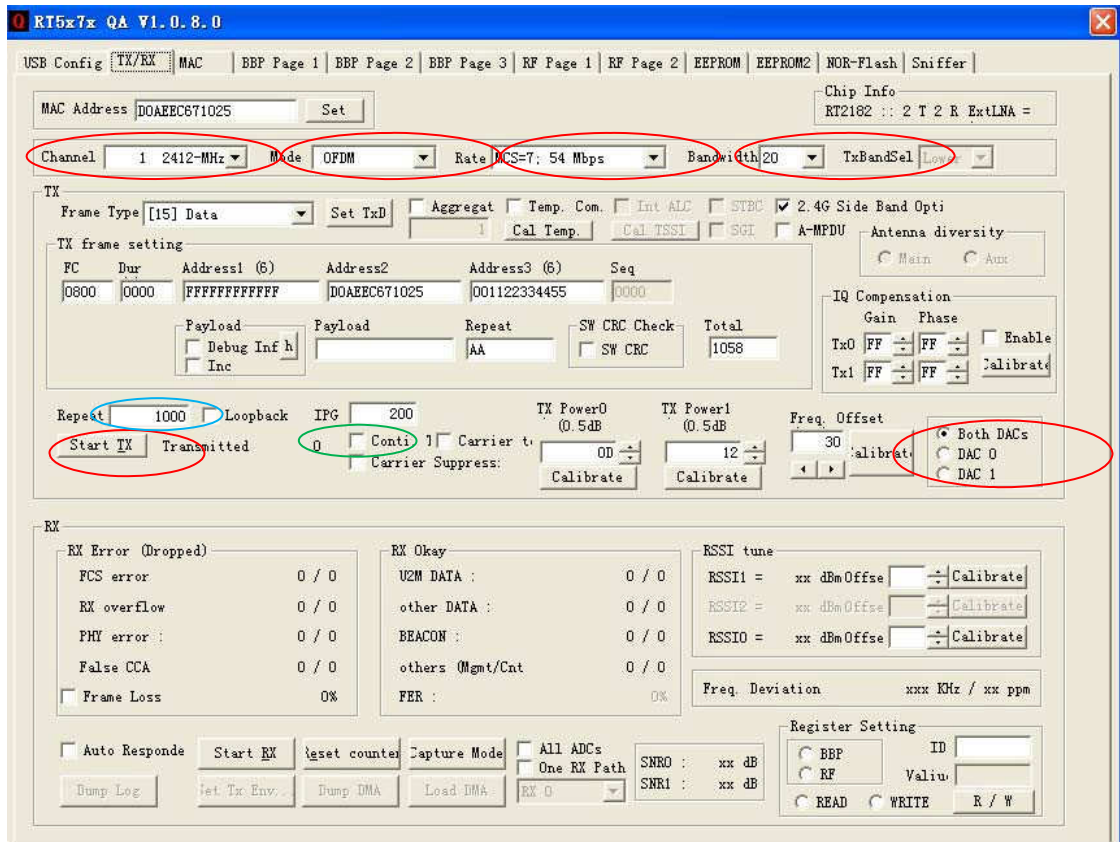 RT5x7x QA V1.0.8.0
USB Config TX/RX MAC BBP Page 1 BBP Page 2 BBP Page 3 RF Page 1 RF Page 2 EEPROM EEPROM2 NOR-Flash Sniffer
MAC Address D0AEEC671025 Set
Chip Info
RT2182 :: 2 T 2 R ExtLNA =
Channel 1 2412-MHz Mode OFDM Rate MCS=7; 54 Mbps Bandwidth 20 TxBandSel Lower
TX
Frame Type [15] Data Set TxD Aggregat Temp. Com. Int ALC STBC 2.4G Side Band Opti
1 Cal Temp. Cal TSSI SGI A-MPDU
Antenna diversity
Main Aux
TX frame setting
FC Dur Address1 (6) Address2 Address3 (6) Seq
0800 0000 FFFFFFFFFFFF D0AEEC671025 001122334455 0000
IQ Compensation
Gain Phase
Tx0 FF FF Enable
Tx1 FF FF alibrat
Payload Payload Repeat SW CRC Check Total
Debug Inf h AA SW CRC 1058
Inc
Repeat 1000 Loopback IPG 200 TX Power0 TX Power1 Freq. Offset
(0.5dB (0.5dB
Start TX Transmitted 0 Conti Carrier t 0D 12 30 alibrat
Carrier Suppress: Calibrate Calibrate
Both DACs
DAC 0
DAC 1
RX
RX Error (Dropped)
FCS error 0 / 0
RX overflow 0 / 0
PHY error : 0 / 0
False CCA 0 / 0
Frame Loss 0%
RX Okay
U2M DATA : 0 / 0
other DATA : 0 / 0
BEACON : 0 / 0
others (Mgmt/Cnt 0 / 0
FER : 0%
RSSI tune
RSSI1 = xx dBm Offse Calibrate
RSSI2 = xx dBm Offse Calibrate
RSSI0 = xx dBm Offse Calibrate
Freq. Deviation xxx KHz / xx ppm
Auto Responde Start RX eset counter apture Mode All ADCs
One RX Path
Dump Log et Tx Env. Dump DMA Load DMA RX 0
SNR0 : xx dB
SNR1 : xx dB
Register Setting
BBP ID
RF Valiu
READ WRITE R / W